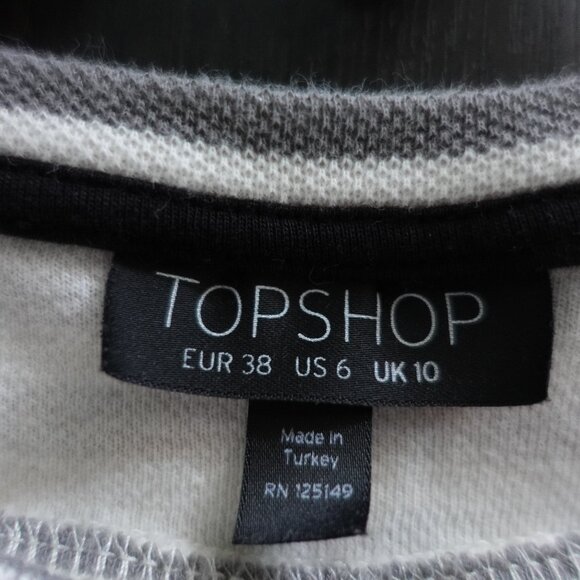 TOPSHOP
EUR 38 US 6 UK 10
Made in
Turkey
RN 125149